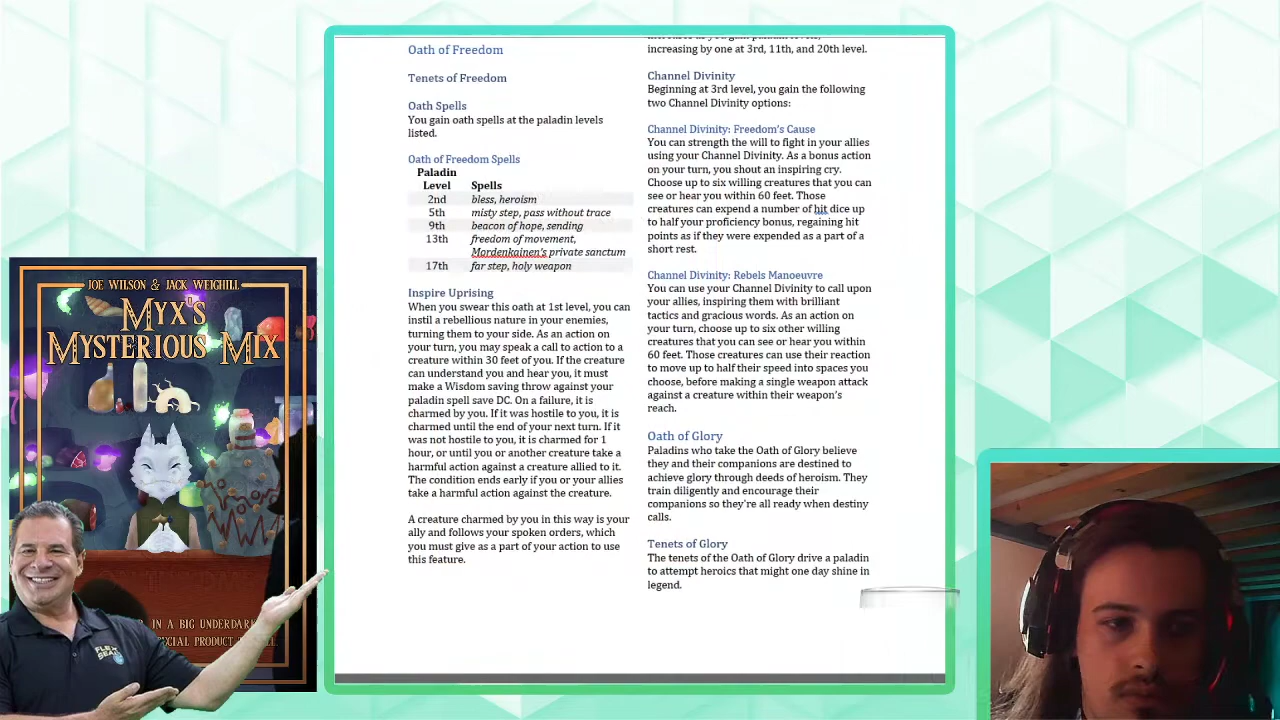 Oath of Freedom
Tenets of Freedom
Oath Spells
You gain oath spells at the paladin levels
listed.
Oath of Freedom Spells
Paladin
Level Spells
2nd bless, heroism
5th misty step, pass without trace
9th beacon of hope, sending
13th freedom of movement,
Mordenkainen's private sanctum
17th far step, holy weapon
Inspire Uprising
When you swear this oath at 1st level, you can
instil a rebellious nature in your enemies,
turning them to your side. As an action on
your turn, you may speak a call to action to a
creature within 30 feet of you. If the creature
can understand you and hear you, it must
make a Wisdom saving throw against your
paladin spell save DC. On a failure, it is
charmed by you. If it was hostile to you, it is
charmed until the end of your next turn. If it
was not hostile to you, it is charmed for 1
hour, or until you or another creature take a
harmful action against a creature allied to it.
The condition ends early if you or your allies
take a harmful action against the creature.
A creature charmed by you in this way is your
ally and follows your spoken orders, which
you must give as a part of your action to use
this feature.
increasing by one at 3rd, 11th, and 20th level.
Channel Divinity
Beginning at 3rd level, you gain the following
two Channel Divinity options:
Channel Divinity: Freedom's Cause
You can strength the will to fight in your allies
using your Channel Divinity. As a bonus action
on your turn, you shout an inspiring cry.
Choose up to six willing creatures that you can
see or hear you within 60 feet. Those
creatures can expend a number of hit dice up
to half your proficiency bonus, regaining hit
points as if they were expended as a part of a
short rest.
Channel Divinity: Rebels Manoeuvre
You can use your Channel Divinity to call upon
your allies, inspiring them with brilliant
tactics and gracious words. As an action on
your turn, choose up to six other willing
creatures that you can see or hear you within
60 feet. Those creatures can use their reaction
to move up to half their speed into spaces you
choose, before making a single weapon attack
against a creature within their weapon's
reach.
Oath of Glory
Paladins who take the Oath of Glory believe
they and their companions are destined to
achieve glory through deeds of heroism. They
train diligently and encourage their
companions so they're all ready when destiny
calls.
Tenets of Glory
The tenets of the Oath of Glory drive a paladin
to attempt heroics that might one day shine in
legend.
JOE WILSON & JACK WEIGHILL
MYX'S
MYSTERIOUS MIX
IN A BIG UNDERDARK